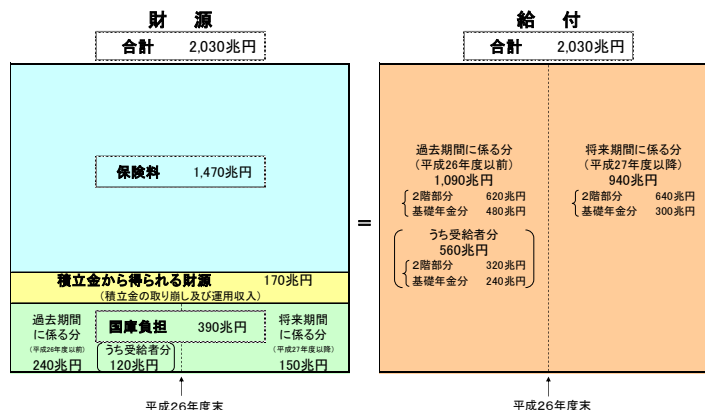 財 源
合計 2,030兆円
保険料 1,470兆円
積立金から得られる財源 170兆円
(積立金の取り崩し及び運用収入)
国庫負担 390兆円
過去期間
に係る分
(平成26年度以前)
240兆円
うち受給者分
120兆円
将来期間
に係る分
(平成27年度以降)
150兆円
平成26年度末
=
給 付
合計 2,030兆円
過去期間に係る分
(平成26年度以前)
1,090兆円
2階部分 620兆円
基礎年金分 480兆円
うち受給者分
560兆円
2階部分 320兆円
基礎年金分 240兆円
将来期間に係る分
(平成27年度以降)
940兆円
2階部分 640兆円
基礎年金分 300兆円
平成26年度末